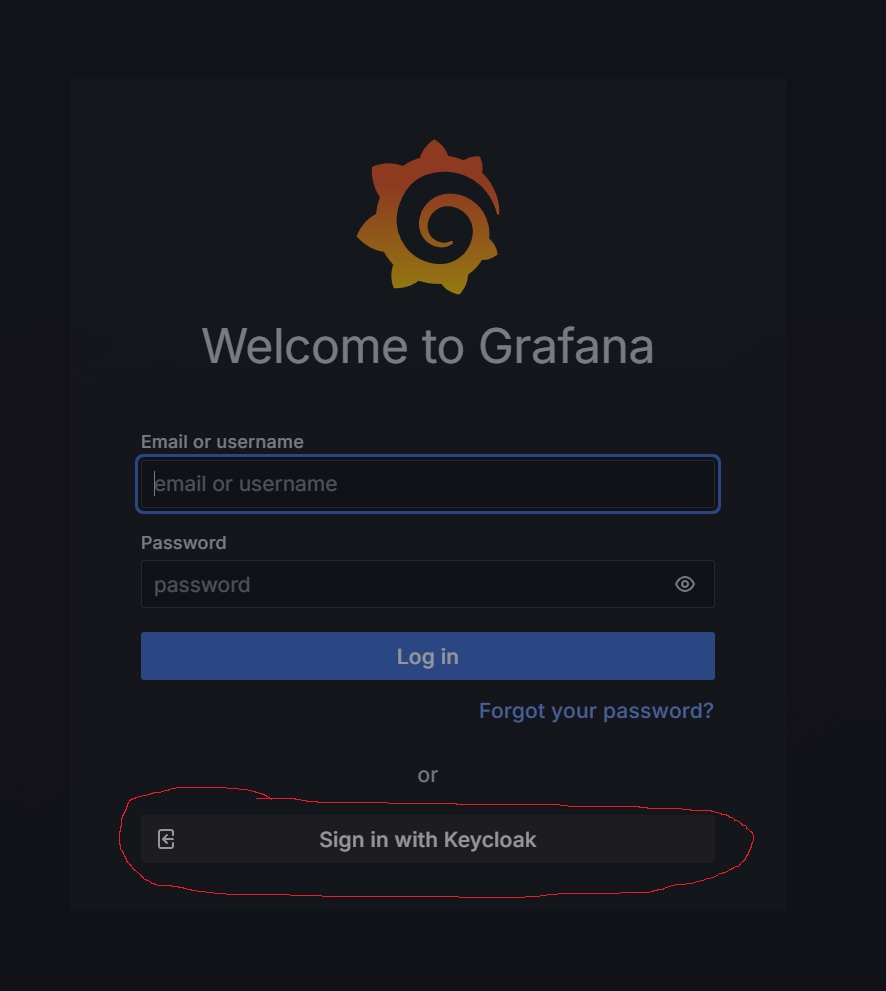 Welcome to Grafana
Email or username
email or username
Password
password
Log in
Forgot your password?
or
Sign in with Keycloak